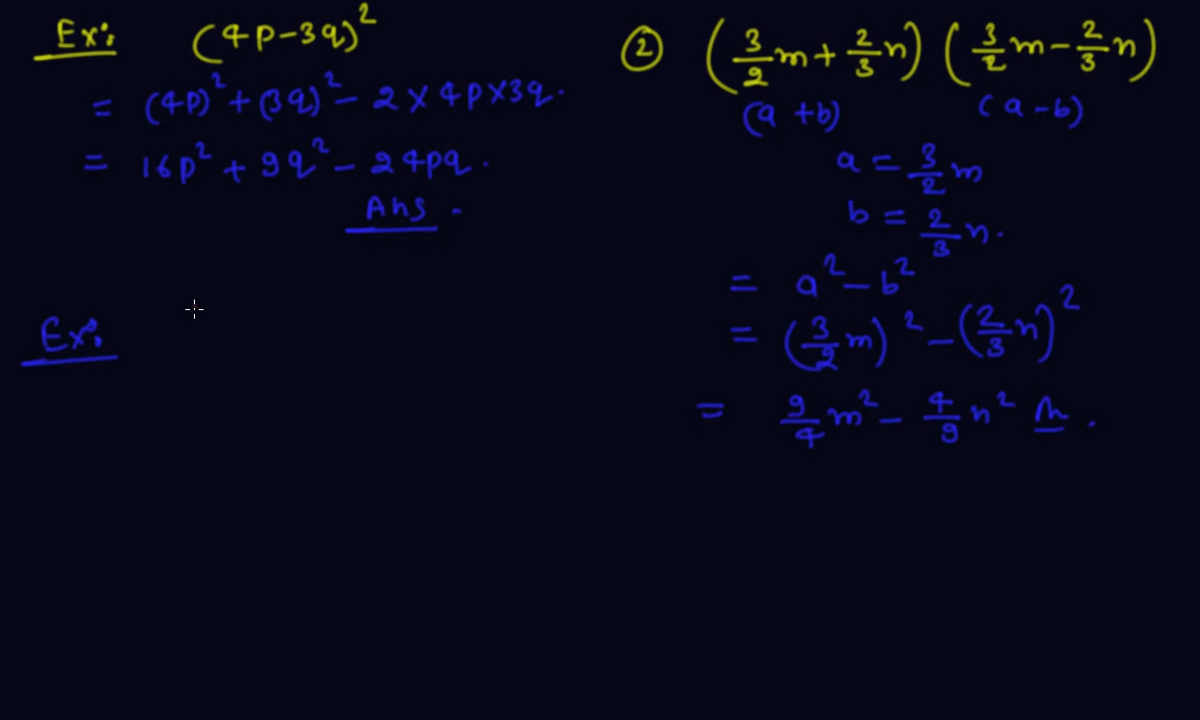 Ex: (4p-3q)²
= (4p)² + (3q)² - 2 × 4p × 3q.
= 16p² + 9q² - 24pq.
Ans.
Ex:
② (3/2 m + 2/3 n) (3/2 m - 2/3 n)
(a + b) (a - b)
a = 3/2 m
b = 2/3 n.
= a² - b²
= (3/2 m)² - (2/3 n)²
= 9/4 m² - 4/9 n²